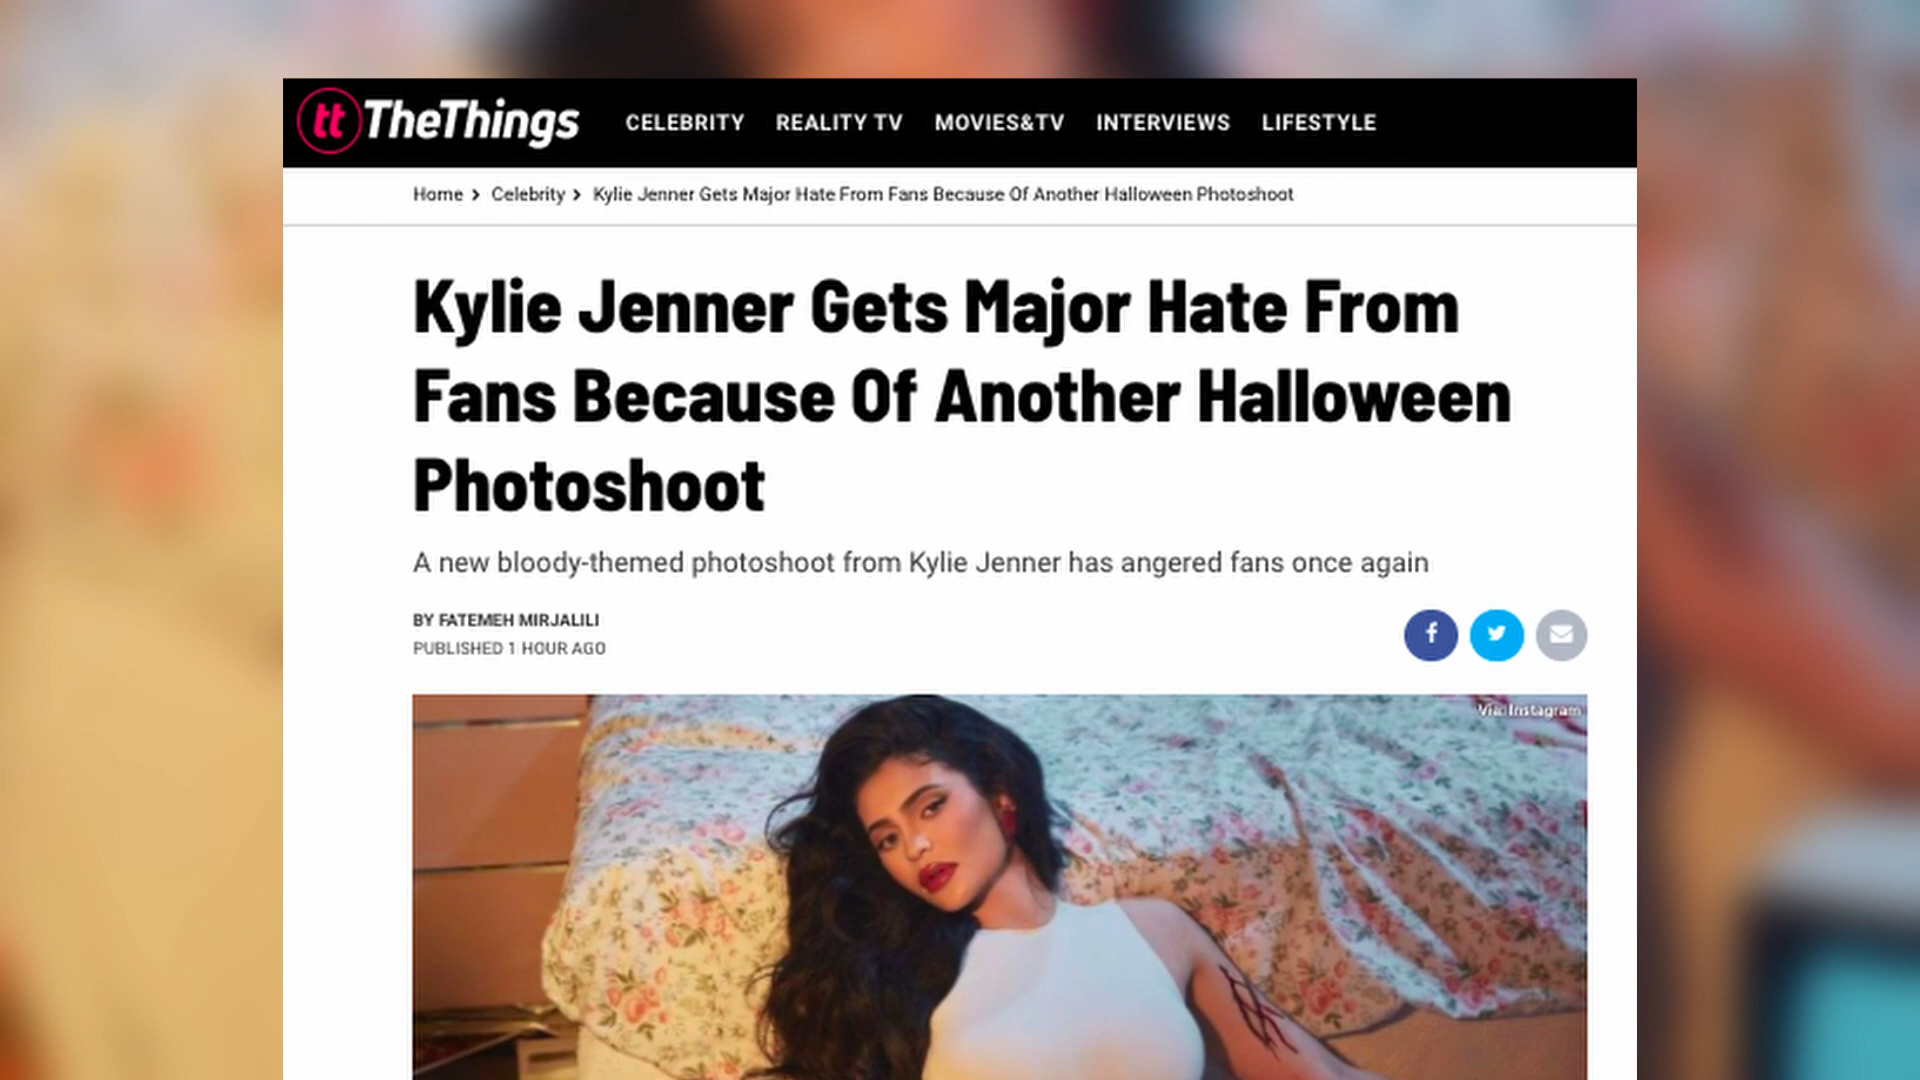 tt TheThings CELEBRITY REALITY TV MOVIES&TV INTERVIEWS LIFESTYLE
Home > Celebrity > Kylie Jenner Gets Major Hate From Fans Because Of Another Halloween Photoshoot
Kylie Jenner Gets Major Hate From
Fans Because Of Another Halloween
Photoshoot
A new bloody-themed photoshoot from Kylie Jenner has angered fans once again
BY FATEMEH MIRJALILI
PUBLISHED 1 HOUR AGO
Via: Instagram